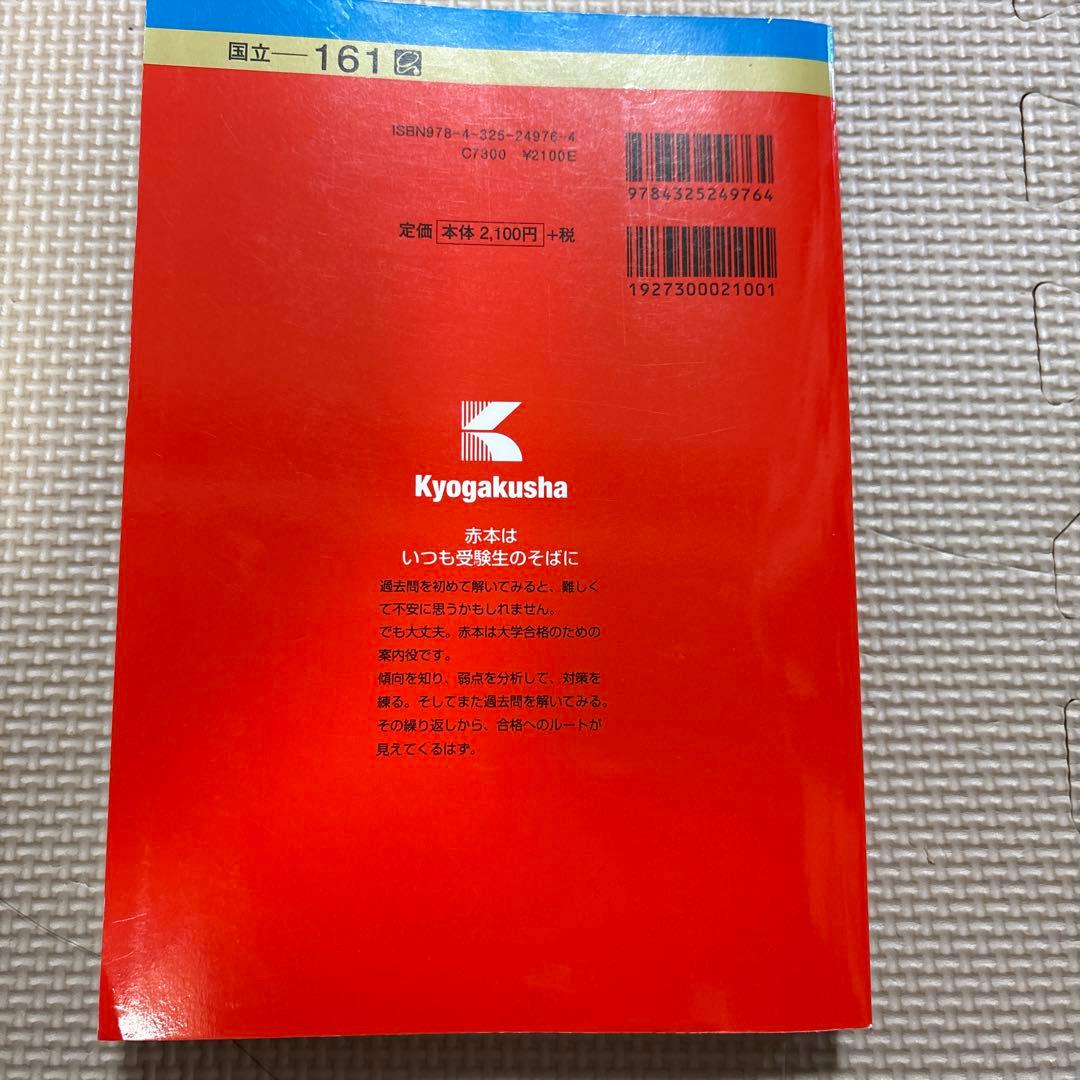 国立―161
ISBN978-4-325-24976-4
C7300 ¥2100E
定価 本体 2,100円 +税
9784325249764
1927300021001
Kyogakusha
赤本は
いつも受験生のそばに
過去問を初めて解いてみると、難しく
て不安に思うかもしれません。
でも大丈夫。赤本は大学合格のための
案内役です。
傾向を知り、弱点を分析して、対策を
練る。そしてまた過去問を解いてみる。
その繰り返しから、合格へのルートが
見えてくるはず。